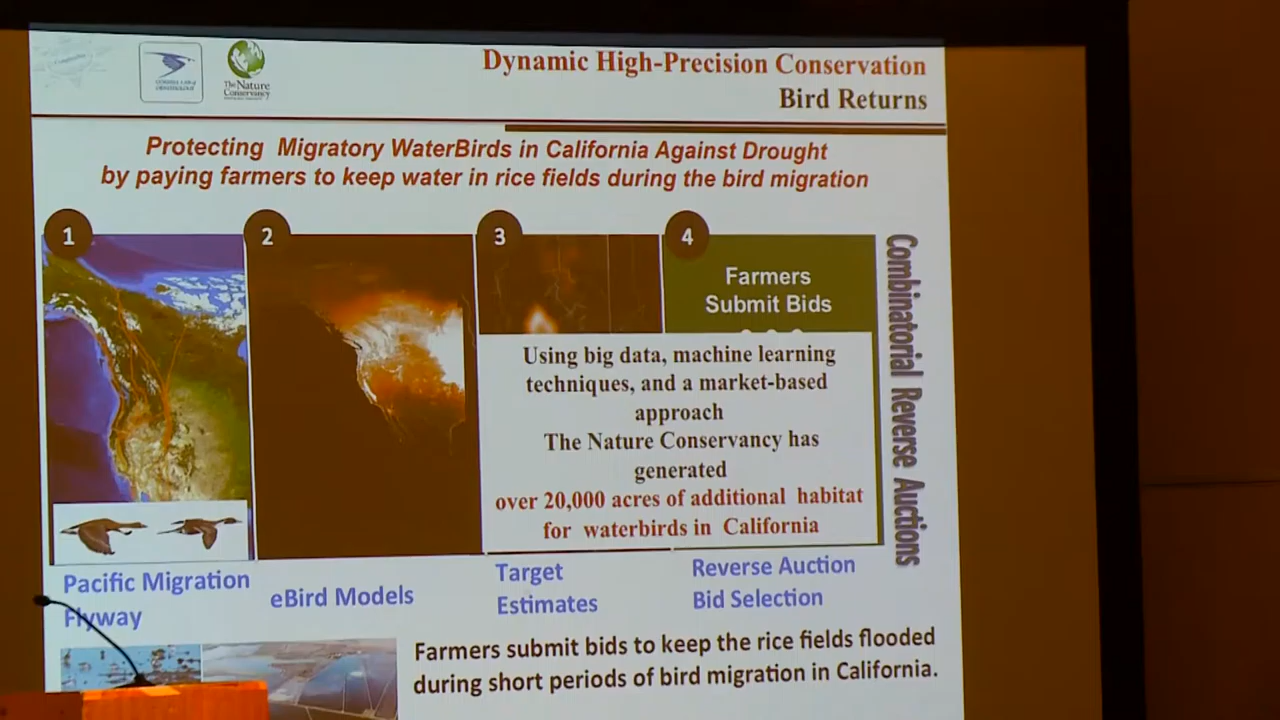 The Nature
Conservancy
Dynamic High-Precision Conservation
Bird Returns
Protecting Migratory WaterBirds in California Against Drought
by paying farmers to keep water in rice fields during the bird migration
1
2
3
4
Farmers
Submit Bids
Using big data, machine learning
techniques, and a market-based
approach
The Nature Conservancy has
generated
over 20,000 acres of additional habitat
for waterbirds in California
Combinatorial Reverse Auctions
Pacific Migration
Flyway
eBird Models
Target
Estimates
Reverse Auction
Bid Selection
Farmers submit bids to keep the rice fields flooded
during short periods of bird migration in California.